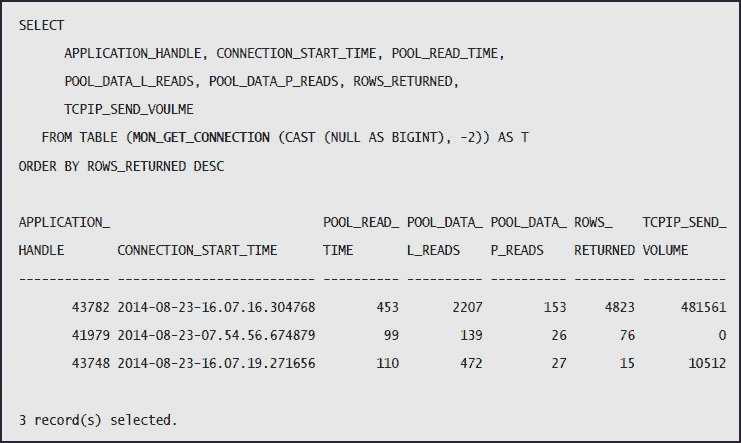 SELECT
APPLICATION_HANDLE, CONNECTION_START_TIME, POOL_READ_TIME,
POOL_DATA_L_READS, POOL_DATA_P_READS, ROWS_RETURNED,
TCPIP_SEND_VOULME
FROM TABLE (MON_GET_CONNECTION (CAST (NULL AS BIGINT), -2)) AS T
ORDER BY ROWS_RETURNED DESC
APPLICATION_ POOL_READ_ POOL_DATA_ POOL_DATA_ ROWS_ TCPIP_SEND_
HANDLE CONNECTION_START_TIME TIME L_READS P_READS RETURNED VOLUME
------------ -------------------------- ---------- ---------- ---------- -------- -----------
43782 2014-08-23-16.07.16.304768 453 2207 153 4823 481561
41979 2014-08-23-07.54.56.674879 99 139 26 76 0
43748 2014-08-23-16.07.19.271656 110 472 27 15 10512
3 record(s) selected.